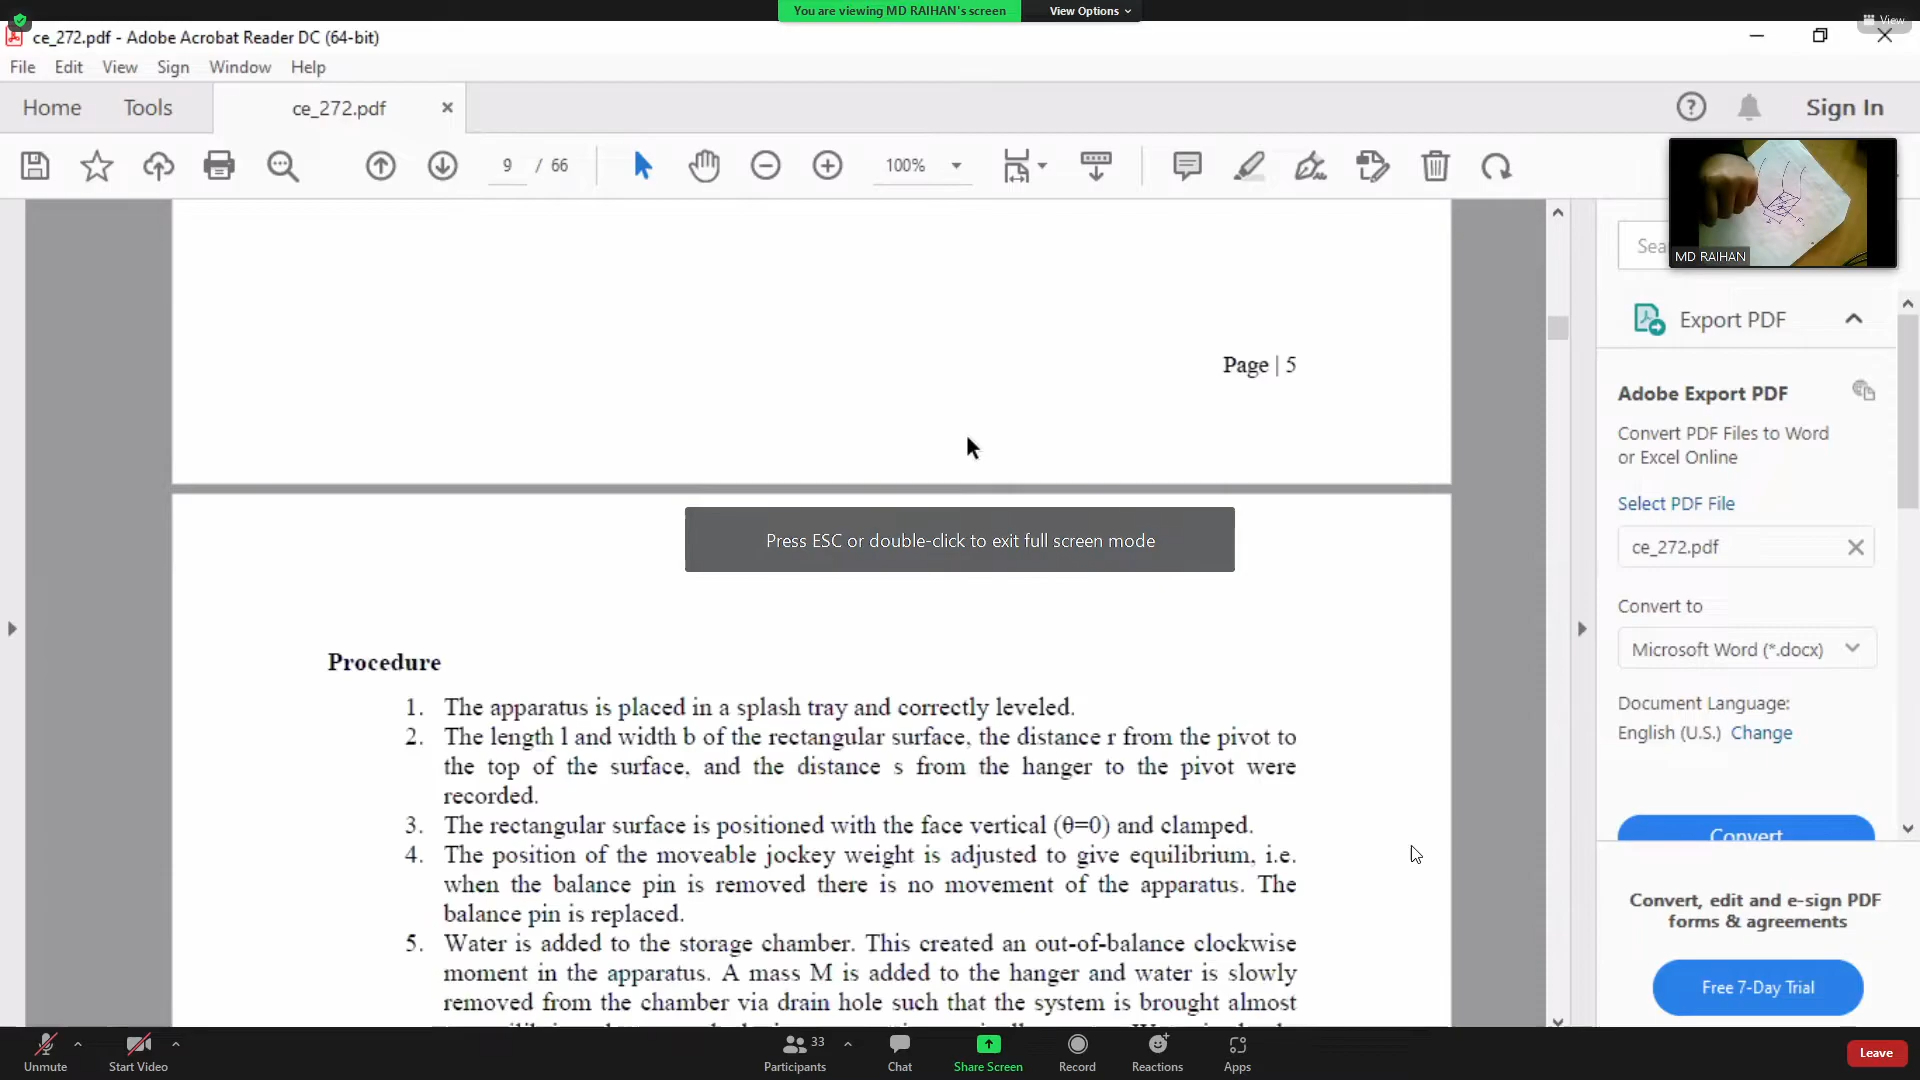 You are viewing MD RAIHAN's screen
View Options
View
ce_272.pdf - Adobe Acrobat Reader DC (64-bit)
File Edit View Sign Window Help
Home Tools ce_272.pdf
Sign In
9 / 66
100%
MD RAIHAN
Page | 5
Press ESC or double-click to exit full screen mode
Procedure
1. The apparatus is placed in a splash tray and correctly leveled.
2. The length l and width b of the rectangular surface, the distance r from the pivot to
the top of the surface, and the distance s from the hanger to the pivot were
recorded.
3. The rectangular surface is positioned with the face vertical (θ=0) and clamped.
4. The position of the moveable jockey weight is adjusted to give equilibrium, i.e.
when the balance pin is removed there is no movement of the apparatus. The
balance pin is replaced.
5. Water is added to the storage chamber. This created an out-of-balance clockwise
moment in the apparatus. A mass M is added to the hanger and water is slowly
removed from the chamber via drain hole such that the system is brought almost
Sea
Export PDF
Adobe Export PDF
Convert PDF Files to Word
or Excel Online
Select PDF File
ce_272.pdf
Convert to
Microsoft Word (*.docx)
Document Language:
English (U.S.) Change
Convert
Convert, edit and e-sign PDF
forms & agreements
Free 7-Day Trial
Unmute
Start Video
33
Participants
Chat
Share Screen
Record
Reactions
Apps
Leave